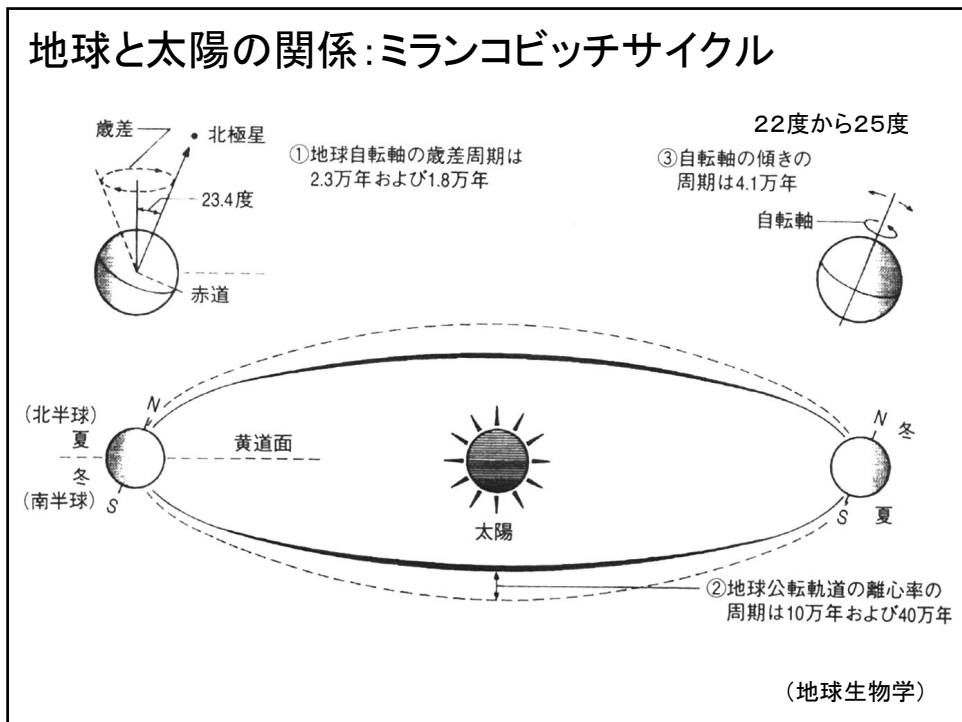 地球と太陽の関係：ミランコビッチサイクル
歳差
北極星
23.4度
赤道
①地球自転軸の歳差周期は
2.3万年および1.8万年
22度から25度
③自転軸の傾きの
周期は4.1万年
自転軸
(北半球)
夏
冬
(南半球)
N
S
黄道面
太陽
N
冬
S
夏
②地球公転軌道の離心率の
周期は10万年および40万年
（地球生物学）